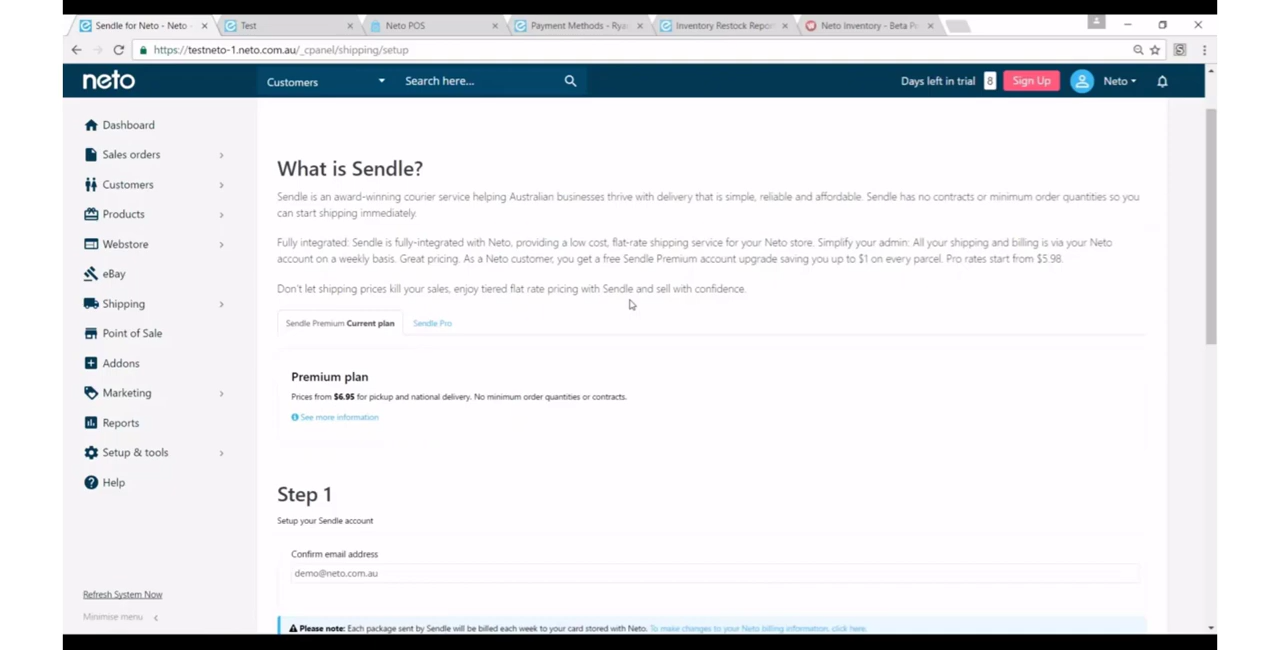 Sendle for Neto - Neto
Test
Neto POS
Payment Methods - Rya
Inventory Restock Repor
Neto Inventory - Beta Po
https://testneto-1.neto.com.au/_cpanel/shipping/setup
neto
Customers
Search here...
Days left in trial 8
Sign Up
Neto
Dashboard
Sales orders
Customers
Products
Webstore
eBay
Shipping
Point of Sale
Addons
Marketing
Reports
Setup & tools
Help
Refresh System Now
Minimise menu
What is Sendle?
Sendle is an award-winning courier service helping Australian businesses thrive with delivery that is simple, reliable and affordable. Sendle has no contracts or minimum order quantities so you
can start shipping immediately.
Fully integrated: Sendle is fully-integrated with Neto, providing a low cost, flat-rate shipping service for your Neto store. Simplify your admin: All your shipping and billing is via your Neto
account on a weekly basis. Great pricing. As a Neto customer, you get a free Sendle Premium account upgrade saving you up to $1 on every parcel. Pro rates start from $5.98.
Don't let shipping prices kill your sales, enjoy tiered flat rate pricing with Sendle and sell with confidence.
Sendle Premium Current plan
Sendle Pro
Premium plan
Prices from $6.95 for pickup and national delivery. No minimum order quantities or contracts.
See more information
Step 1
Setup your Sendle account
Confirm email address
demo@neto.com.au
Please note: Each package sent by Sendle will be billed each week to your card stored with Neto. To make changes to your Neto billing information, click here.